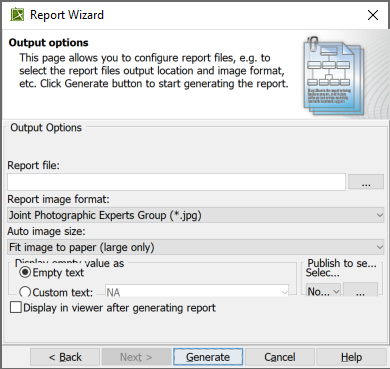 Report Wizard
Output options
This page allows you to configure report files, e.g. to
select the report files output location and image format,
etc. Click Generate button to start generating the report.
Output Options
Report file:
...
Report image format:
Joint Photographic Experts Group (*.jpg)
Auto image size:
Fit image to paper (large only)
Display empty value as
Empty text
Custom text: NA
Publish to se...
Selec...
No... ...
Display in viewer after generating report
< Back Next > Generate Cancel Help